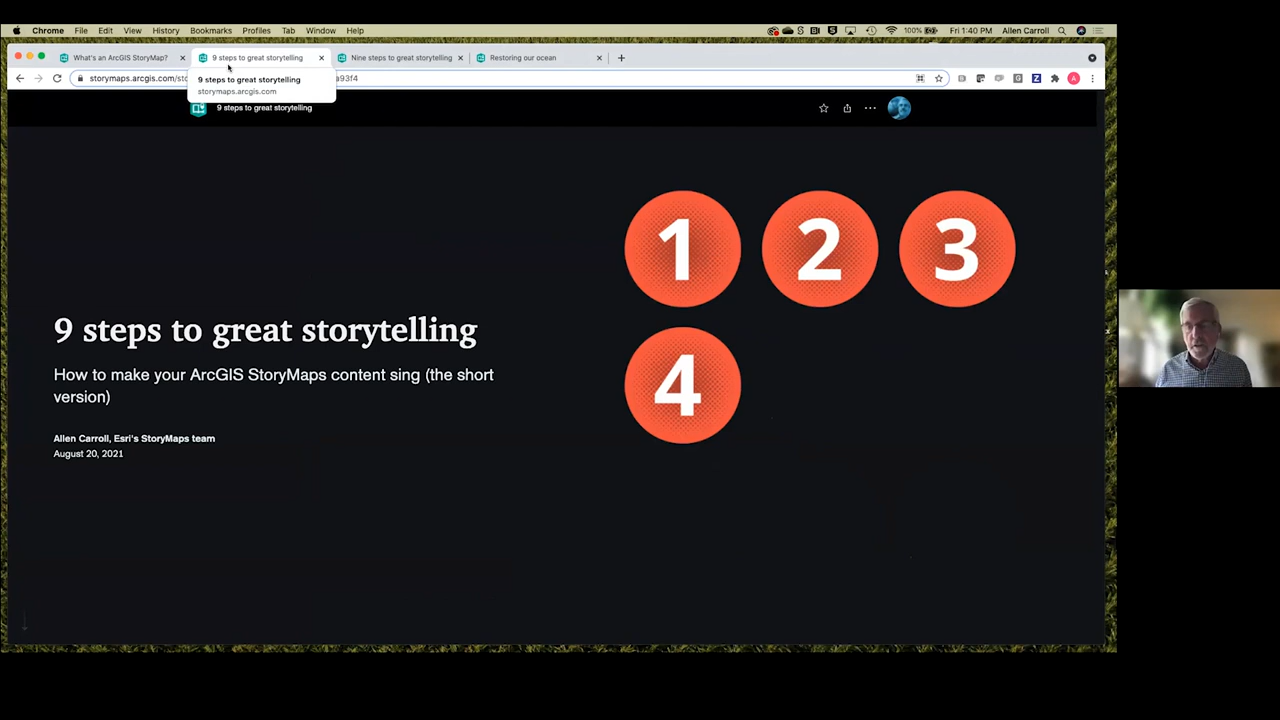 Chrome File Edit View History Bookmarks Profiles Tab Window Help 100% Fri 1:40 PM Allen Carroll
What's an ArcGIS StoryMap? 9 steps to great storytelling Nine steps to great storytelling Restoring our ocean
storymaps.arcgis.com/sto a93f4
9 steps to great storytelling
storymaps.arcgis.com
9 steps to great storytelling
1 2 3
4
9 steps to great storytelling
How to make your ArcGIS StoryMaps content sing (the short
version)
Allen Carroll, Esri's StoryMaps team
August 20, 2021